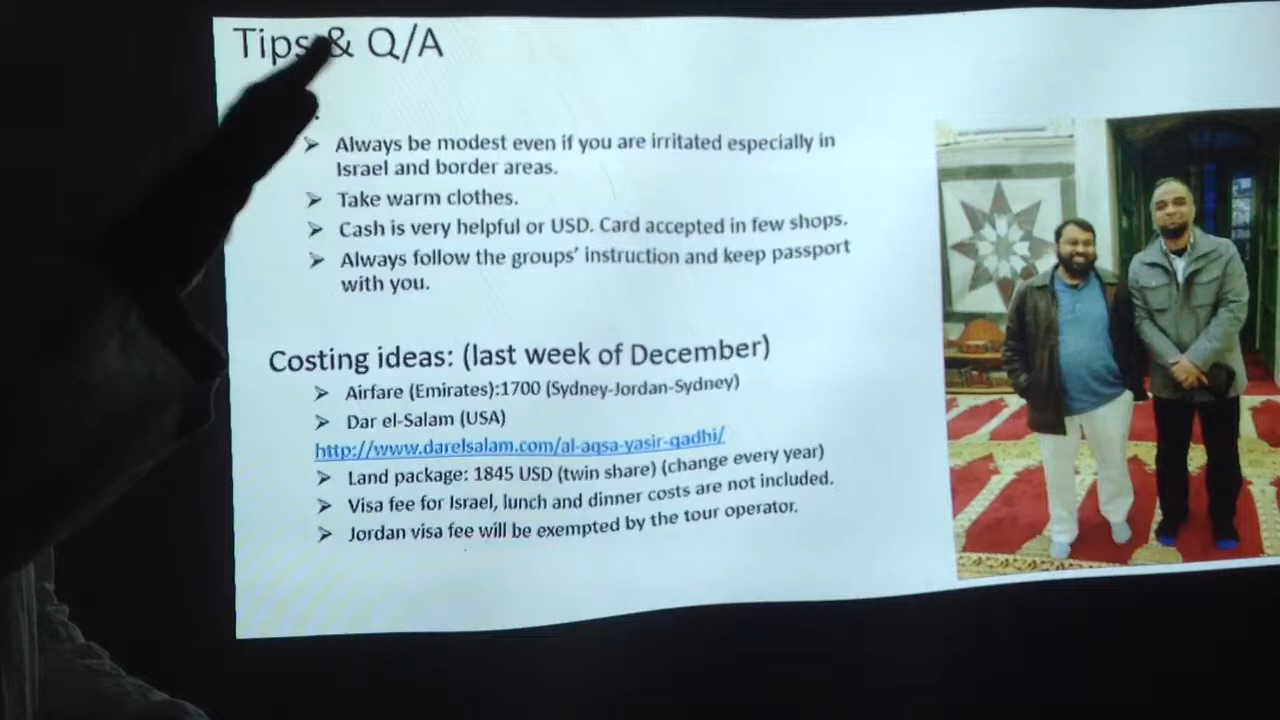 Tips & Q/A
➢ Always be modest even if you are irritated especially in
Israel and border areas.
➢ Take warm clothes.
➢ Cash is very helpful or USD. Card accepted in few shops.
➢ Always follow the groups' instruction and keep passport
with you.
Costing ideas: (last week of December)
➢ Airfare (Emirates):1700 (Sydney-Jordan-Sydney)
➢ Dar el-Salam (USA)
http://www.darelsalam.com/al-aqsa-yasir-qadhi/
➢ Land package: 1845 USD (twin share) (change every year)
➢ Visa fee for Israel, lunch and dinner costs are not included.
➢ Jordan visa fee will be exempted by the tour operator.